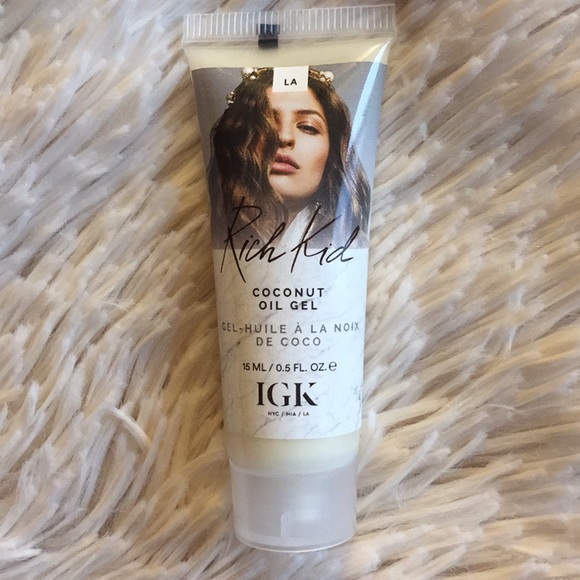 LA
Rich Kid
COCONUT
OIL GEL
GEL-HUILE À LA NOIX
DE COCO
15 ML / 0.5 FL. OZ. ℮
IGK
NYC / MIA / LA